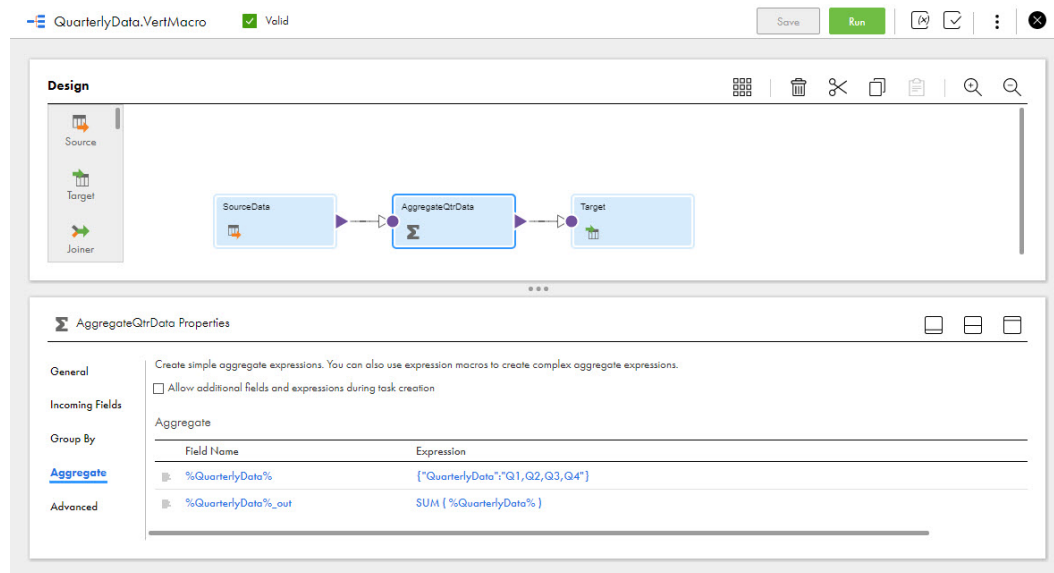 QuarterlyData.VertMacro Valid Save Run
Design
Source
Target
Joiner
SourceData AggregateQtrData Target
AggregateQtrData Properties
General
Incoming Fields
Group By
Aggregate
Advanced
Create simple aggregate expressions. You can also use expression macros to create complex aggregate expressions.
Allow additional fields and expressions during task creation
Aggregate
Field Name Expression
%QuarterlyData% {"QuarterlyData":"Q1,Q2,Q3,Q4"}
%QuarterlyData%_out SUM ( %QuarterlyData% )